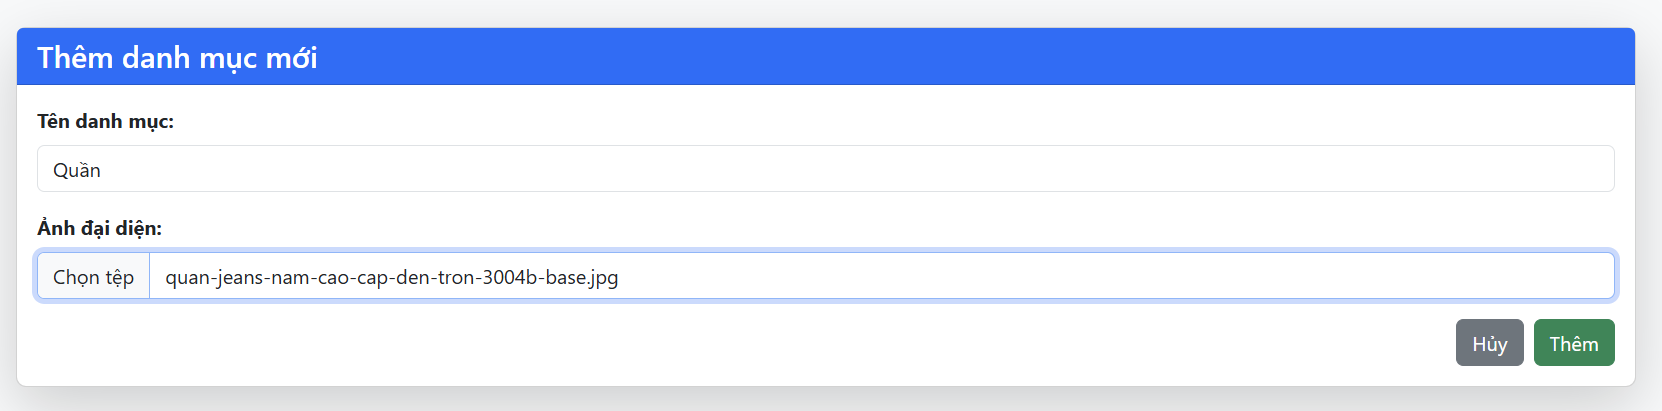 Thêm danh mục mới
Tên danh mục:
Quần
Ảnh đại diện:
Chọn tệp quan-jeans-nam-cao-cap-den-tron-3004b-base.jpg
Hủy Thêm